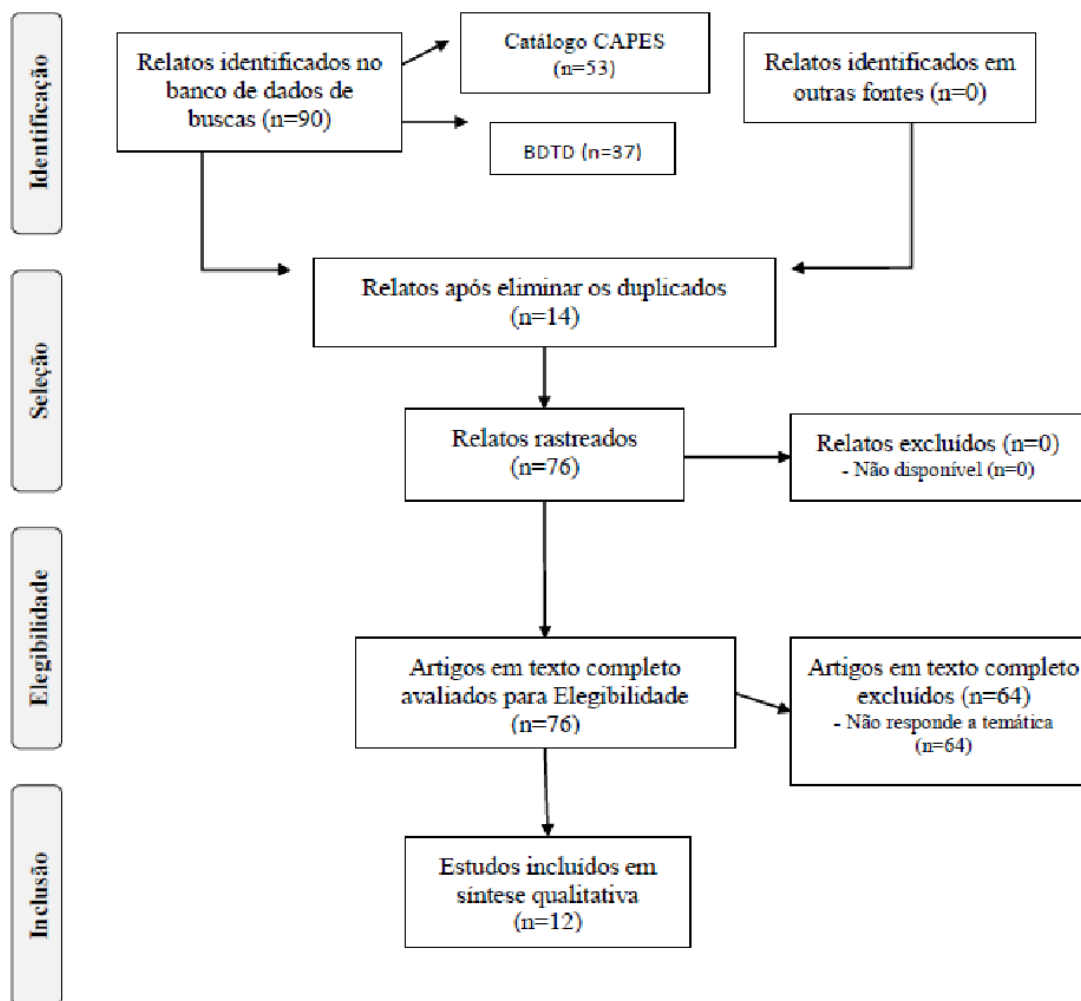 Identificação
Relatos identificados no
banco de dados de
buscas (n=90)
Catálogo CAPES
(n=53)
BDTD (n=37)
Relatos identificados em
outras fontes (n=0)
Seleção
Relatos após eliminar os duplicados
(n=14)
Relatos rastreados
(n=76)
Relatos excluídos (n=0)
- Não disponível (n=0)
Elegibilidade
Artigos em texto completo
avaliados para Elegibilidade
(n=76)
Artigos em texto completo
excluídos (n=64)
- Não responde a temática
(n=64)
Inclusão
Estudos incluídos em
síntese qualitativa
(n=12)